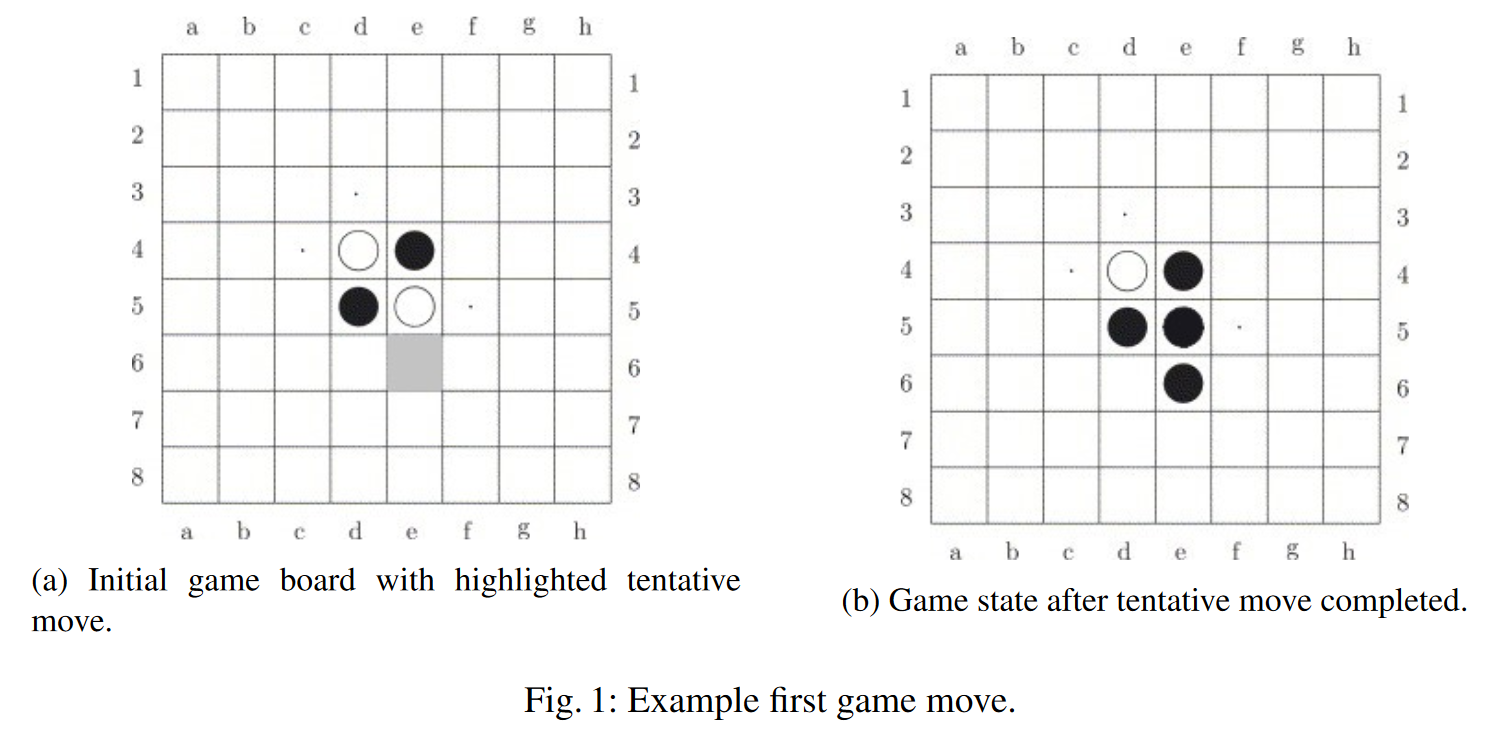 a b c d e f g h
1 1
2 2
3 3
4 4
5 5
6 6
7 7
8 8
a b c d e f g h
(a) Initial game board with highlighted tentative
move.
a b c d e f g h
1 1
2 2
3 3
4 4
5 5
6 6
7 7
8 8
a b c d e f g h
(b) Game state after tentative move completed.
Fig. 1: Example first game move.